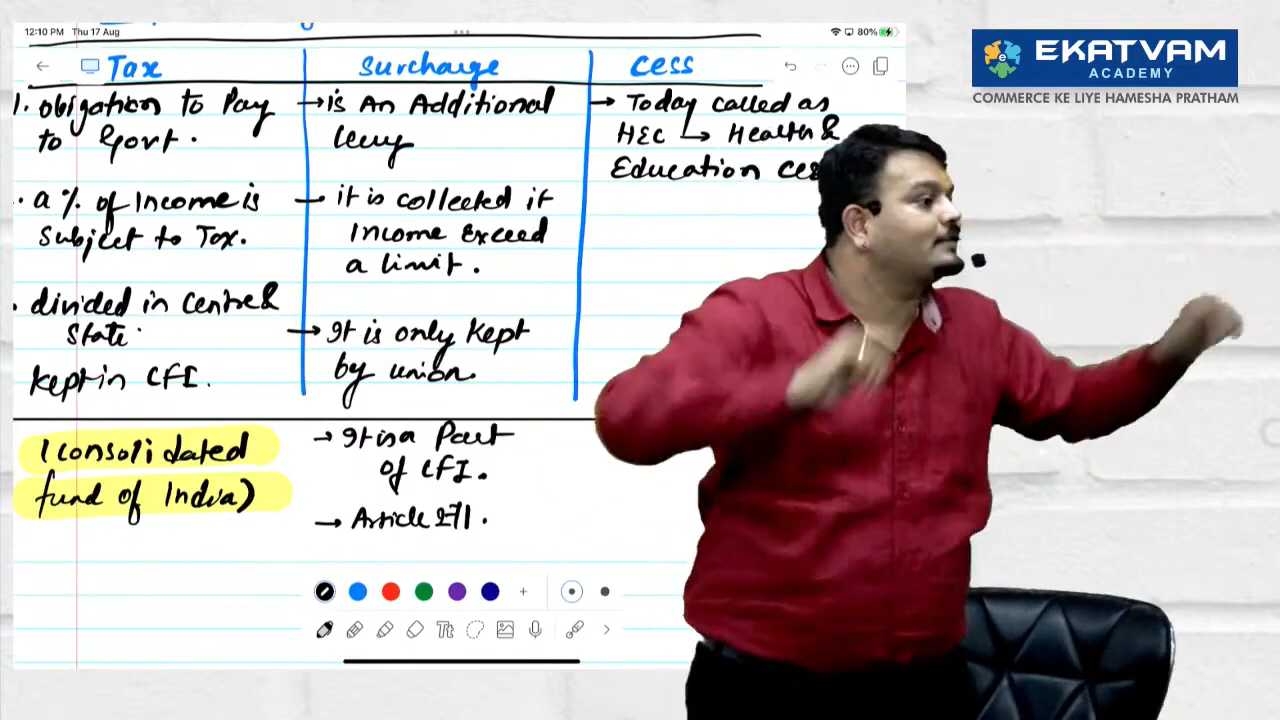 12:10 PM Thu 17 Aug
80%
Tax
Surcharge
Cess
1. obigation to Pay
to Govt.
. a % of Income is
Subject to Tax.
. divided in Centre &
State
Kept in CFI.
(consolidated
fund of India)
→ is An Additional
levy
it is collected if
Income Exceed
a limit.
→ It is only Kept
by union.
→ It is a Part
of CFI.
→ Article 271.
→ Today called as
HEC → Health &
Education
Tt
EKATVAM
ACADEMY
COMMERCE KE LIYE HAMESHA PRATHAM